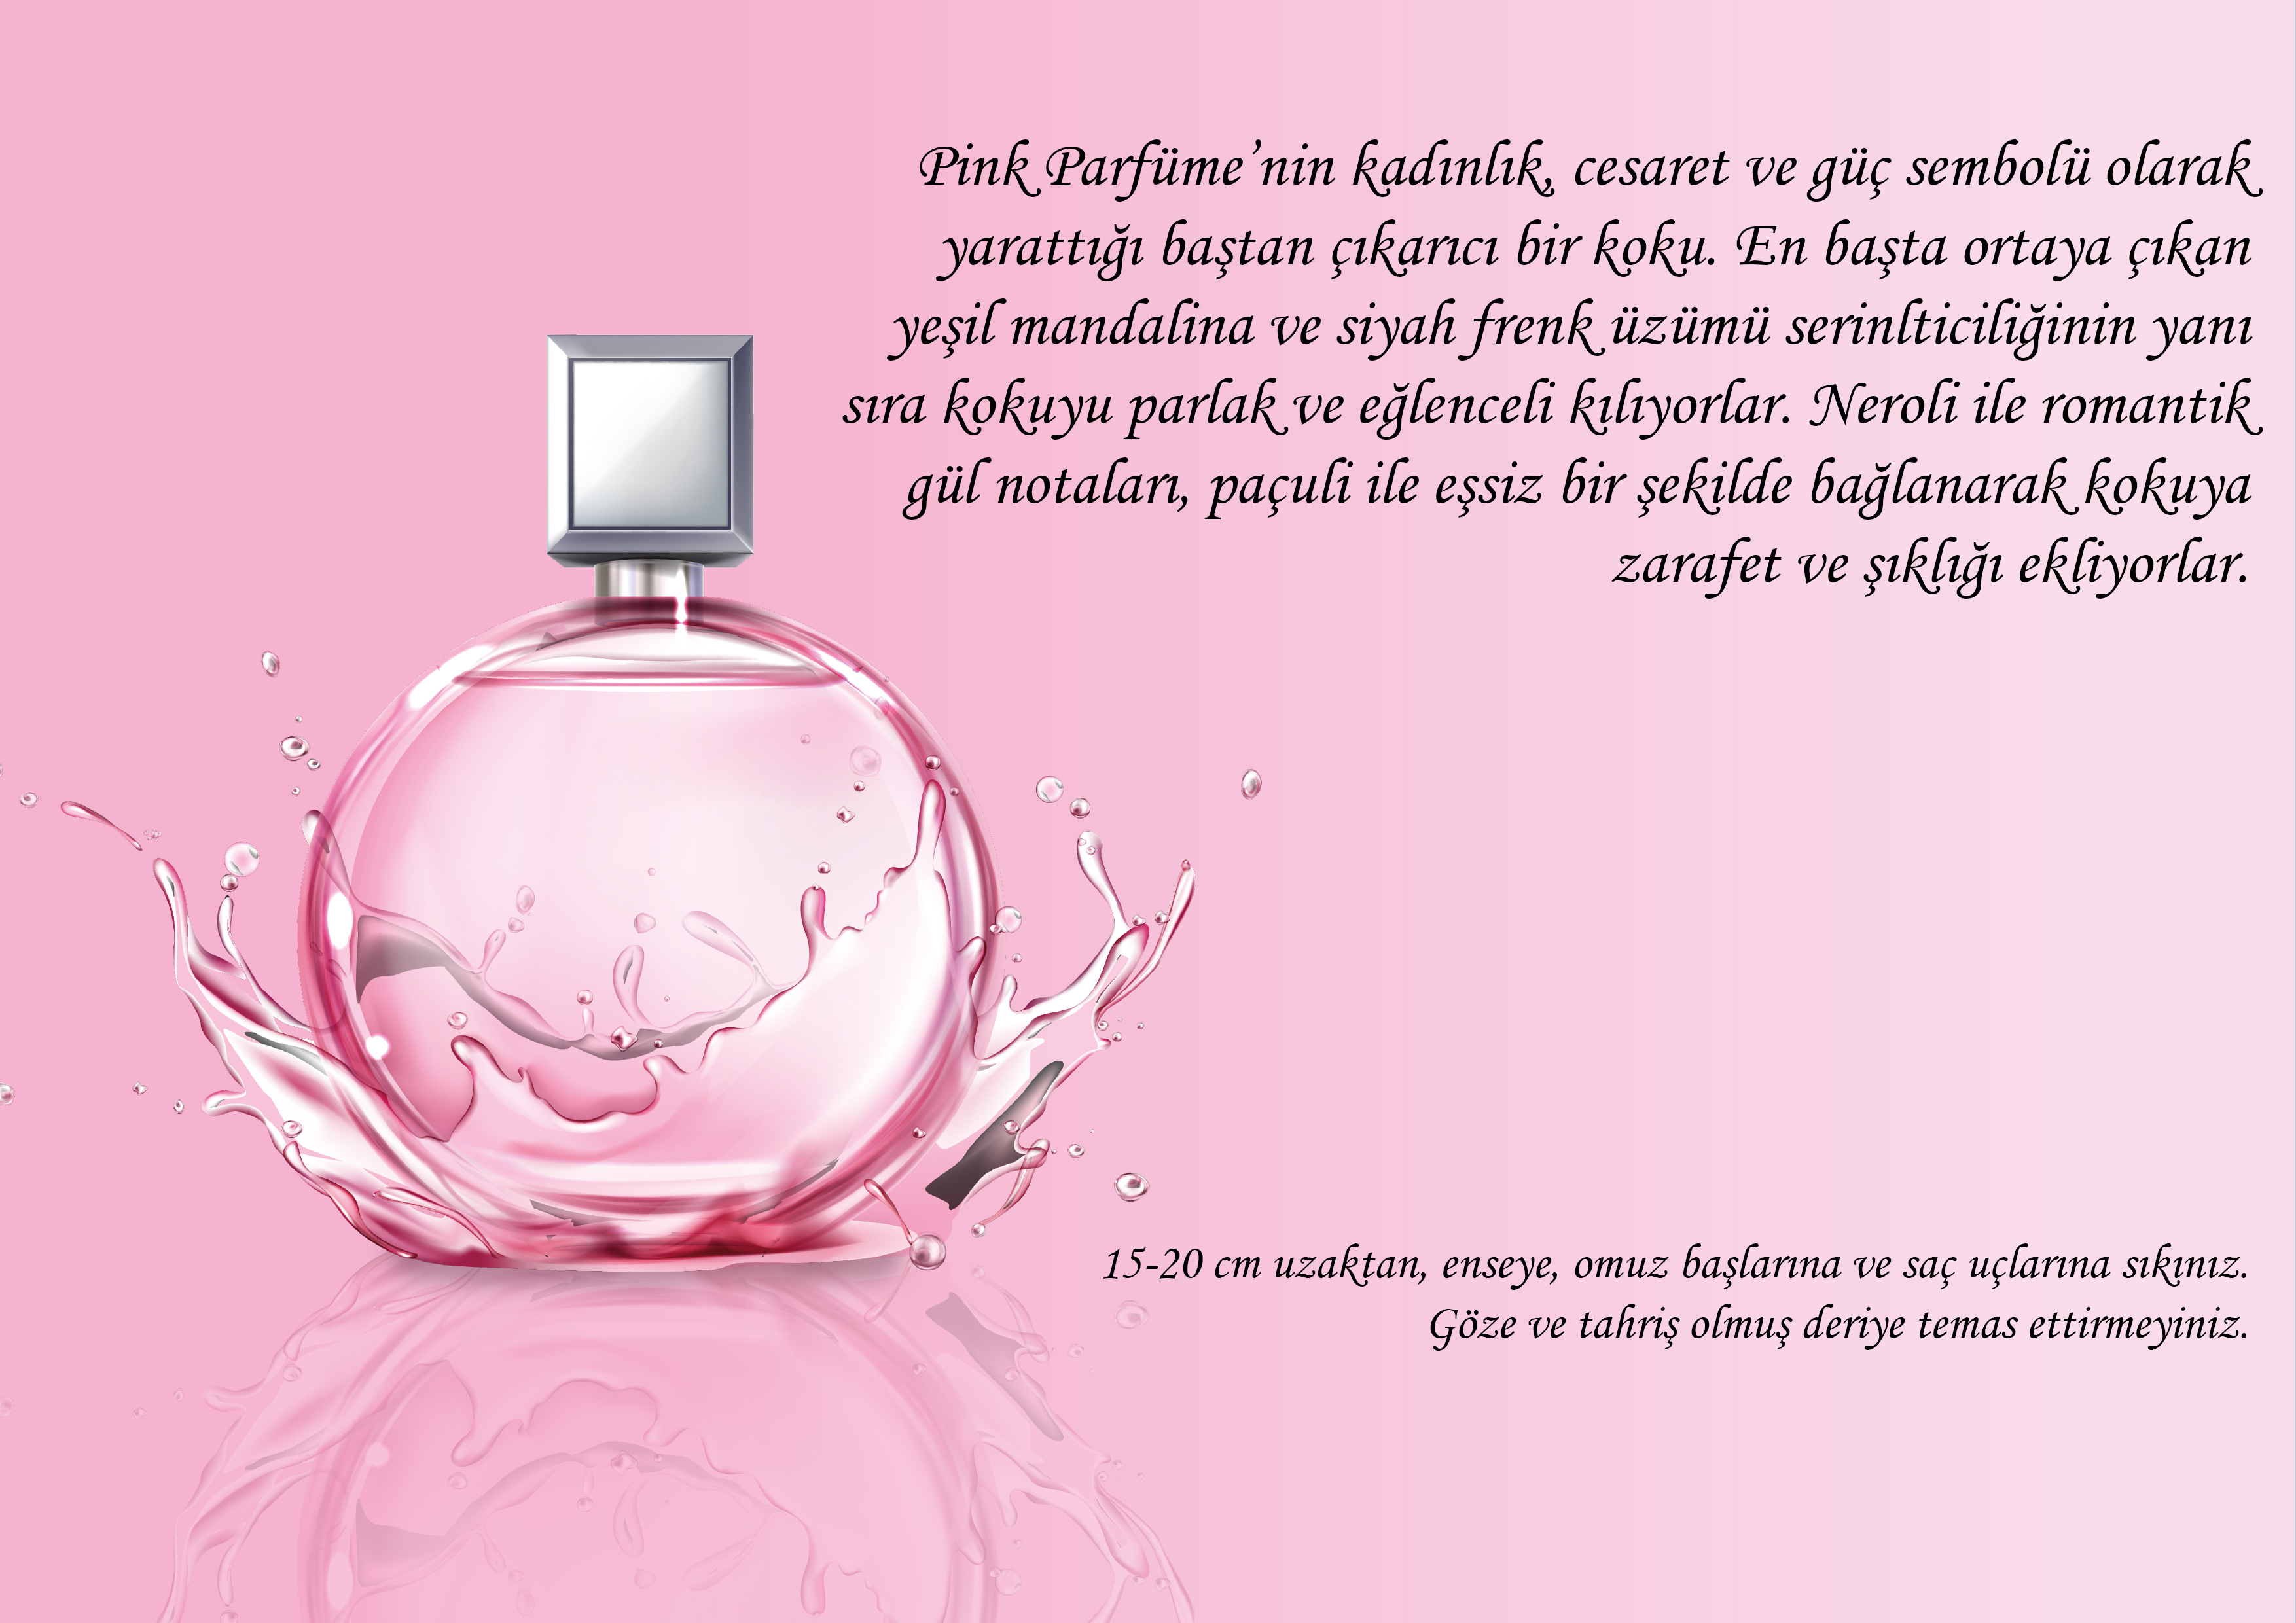 Pink Parfüme’nin kadınlık, cesaret ve güç sembolü olarak
yarattığı baştan çıkarıcı bir koku. En başta ortaya çıkan
yeşil mandalina ve siyah frenk üzümü serinlticiliğinin yanı
sıra kokuyu parlak ve eğlenceli kılıyorlar. Neroli ile romantik
gül notaları, paçuli ile eşsiz bir şekilde bağlanarak kokuya
zarafet ve şıklığı ekliyorlar.
15-20 cm uzaktan, enseye, omuz başlarına ve saç uçlarına sıkınız.
Göze ve tahriş olmuş deriye temas ettirmeyiniz.